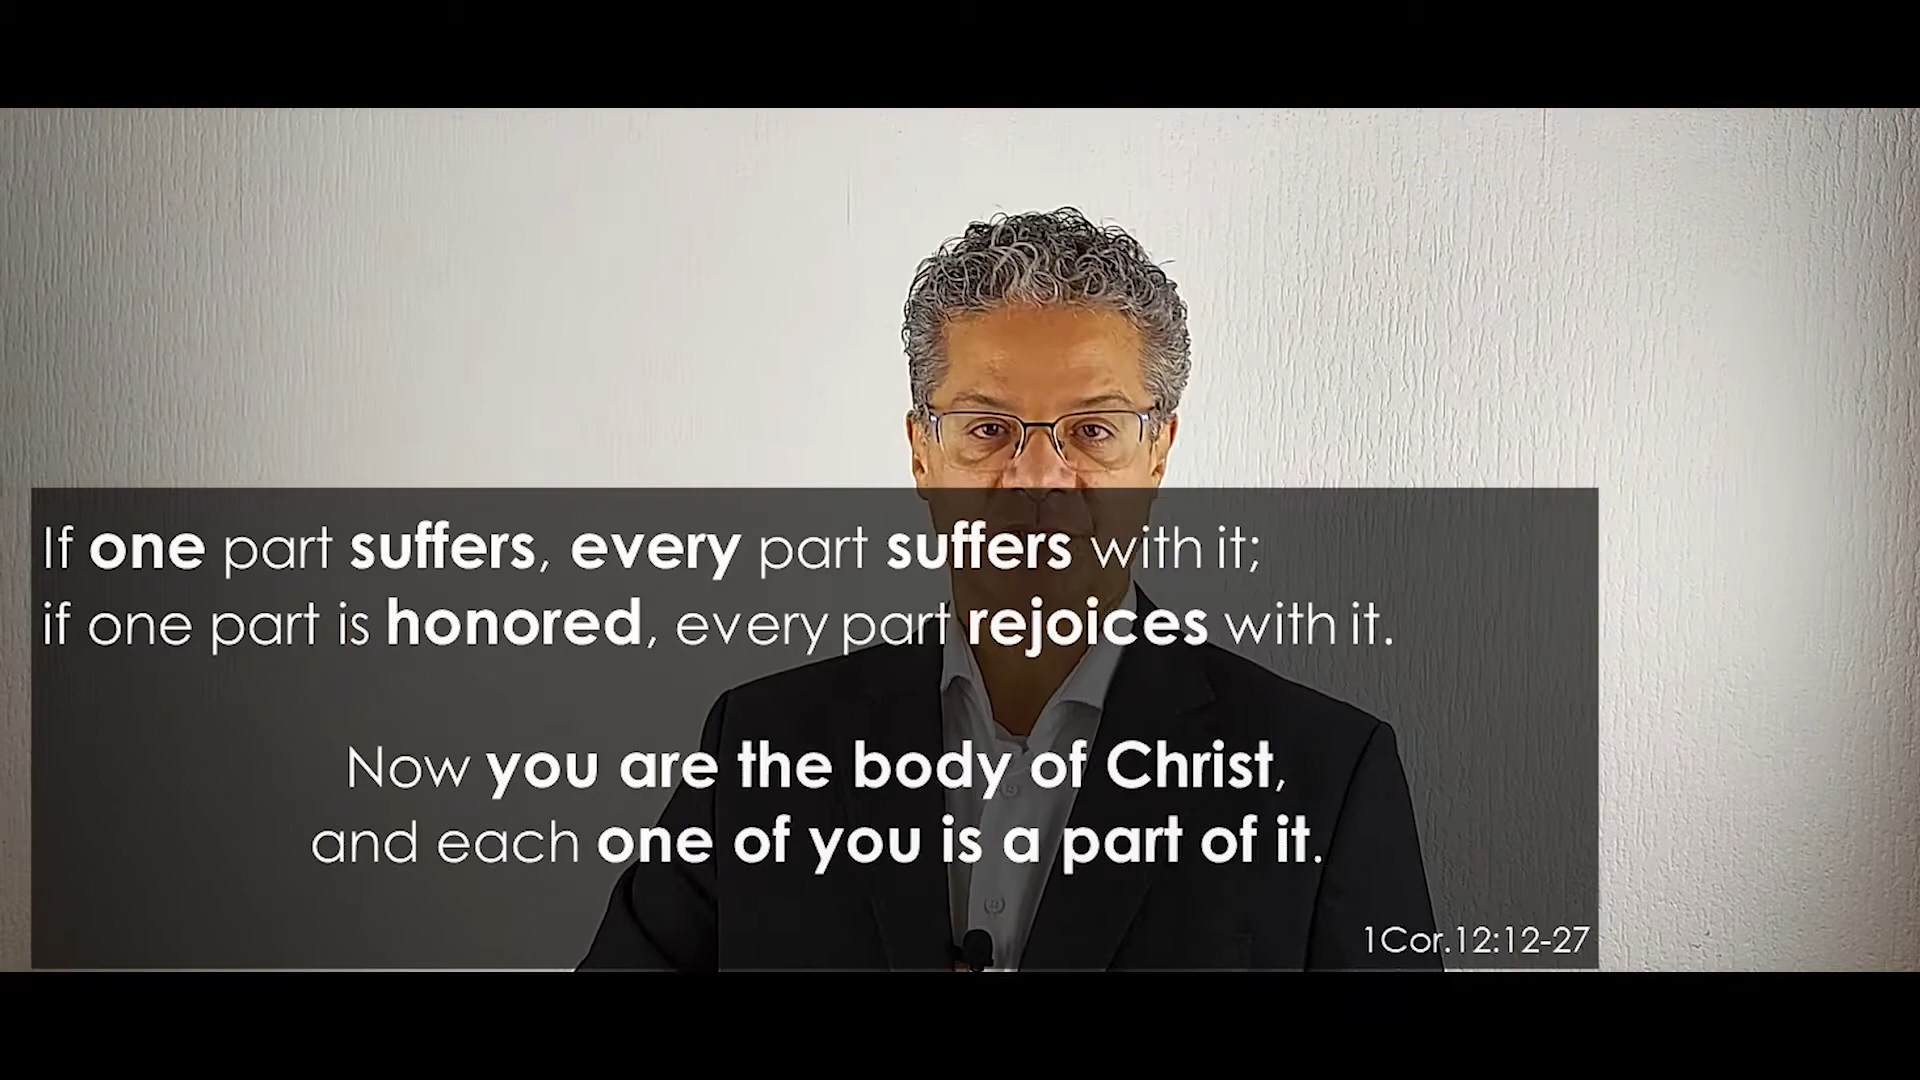 If one part suffers, every part suffers with it;
if one part is honored, every part rejoices with it.
Now you are the body of Christ,
and each one of you is a part of it.
1Cor.12:12-27